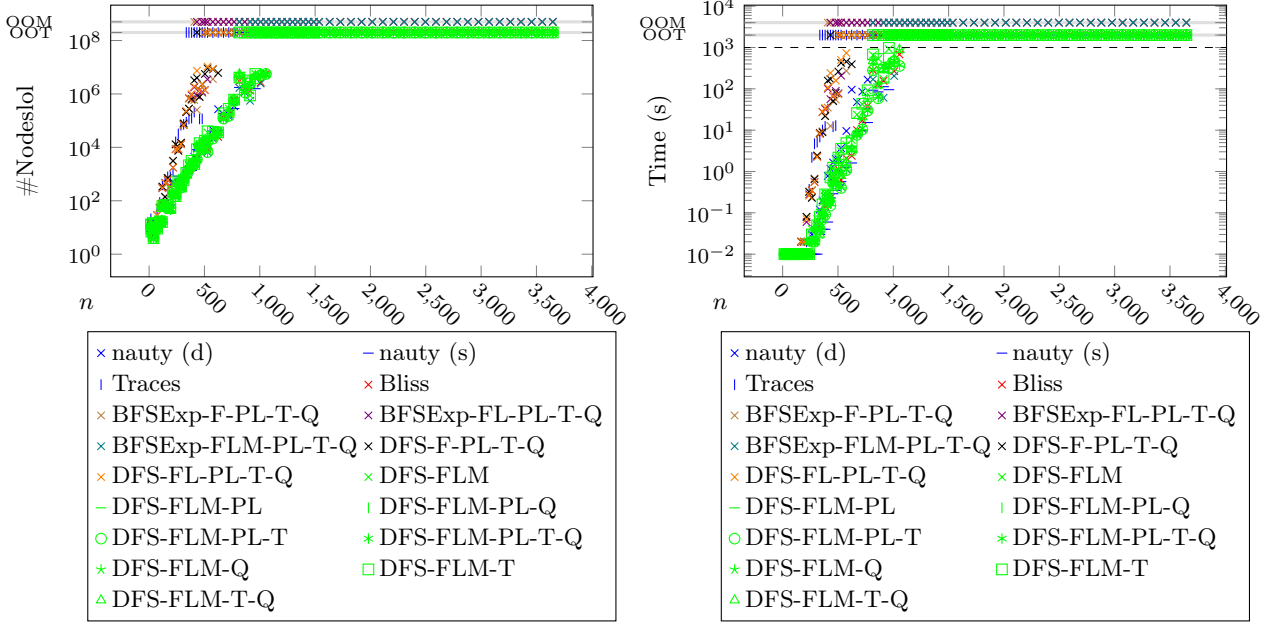 OOM
OOT
10^8
10^6
10^4
10^2
10^0
#Nodeslol
n
0
500
1,000
1,500
2,000
2,500
3,000
3,500
4,000
nauty (d)
nauty (s)
Traces
Bliss
BFSExp-F-PL-T-Q
BFSExp-FL-PL-T-Q
BFSExp-FLM-PL-T-Q
DFS-F-PL-T-Q
DFS-FL-PL-T-Q
DFS-FLM
DFS-FLM-PL
DFS-FLM-PL-Q
DFS-FLM-PL-T
DFS-FLM-PL-T-Q
DFS-FLM-Q
DFS-FLM-T
DFS-FLM-T-Q
OOM
OOT
10^4
10^3
10^2
10^1
10^0
10^−1
10^−2
Time (s)
n
0
500
1,000
1,500
2,000
2,500
3,000
3,500
4,000
nauty (d)
nauty (s)
Traces
Bliss
BFSExp-F-PL-T-Q
BFSExp-FL-PL-T-Q
BFSExp-FLM-PL-T-Q
DFS-F-PL-T-Q
DFS-FL-PL-T-Q
DFS-FLM
DFS-FLM-PL
DFS-FLM-PL-Q
DFS-FLM-PL-T
DFS-FLM-PL-T-Q
DFS-FLM-Q
DFS-FLM-T
DFS-FLM-T-Q